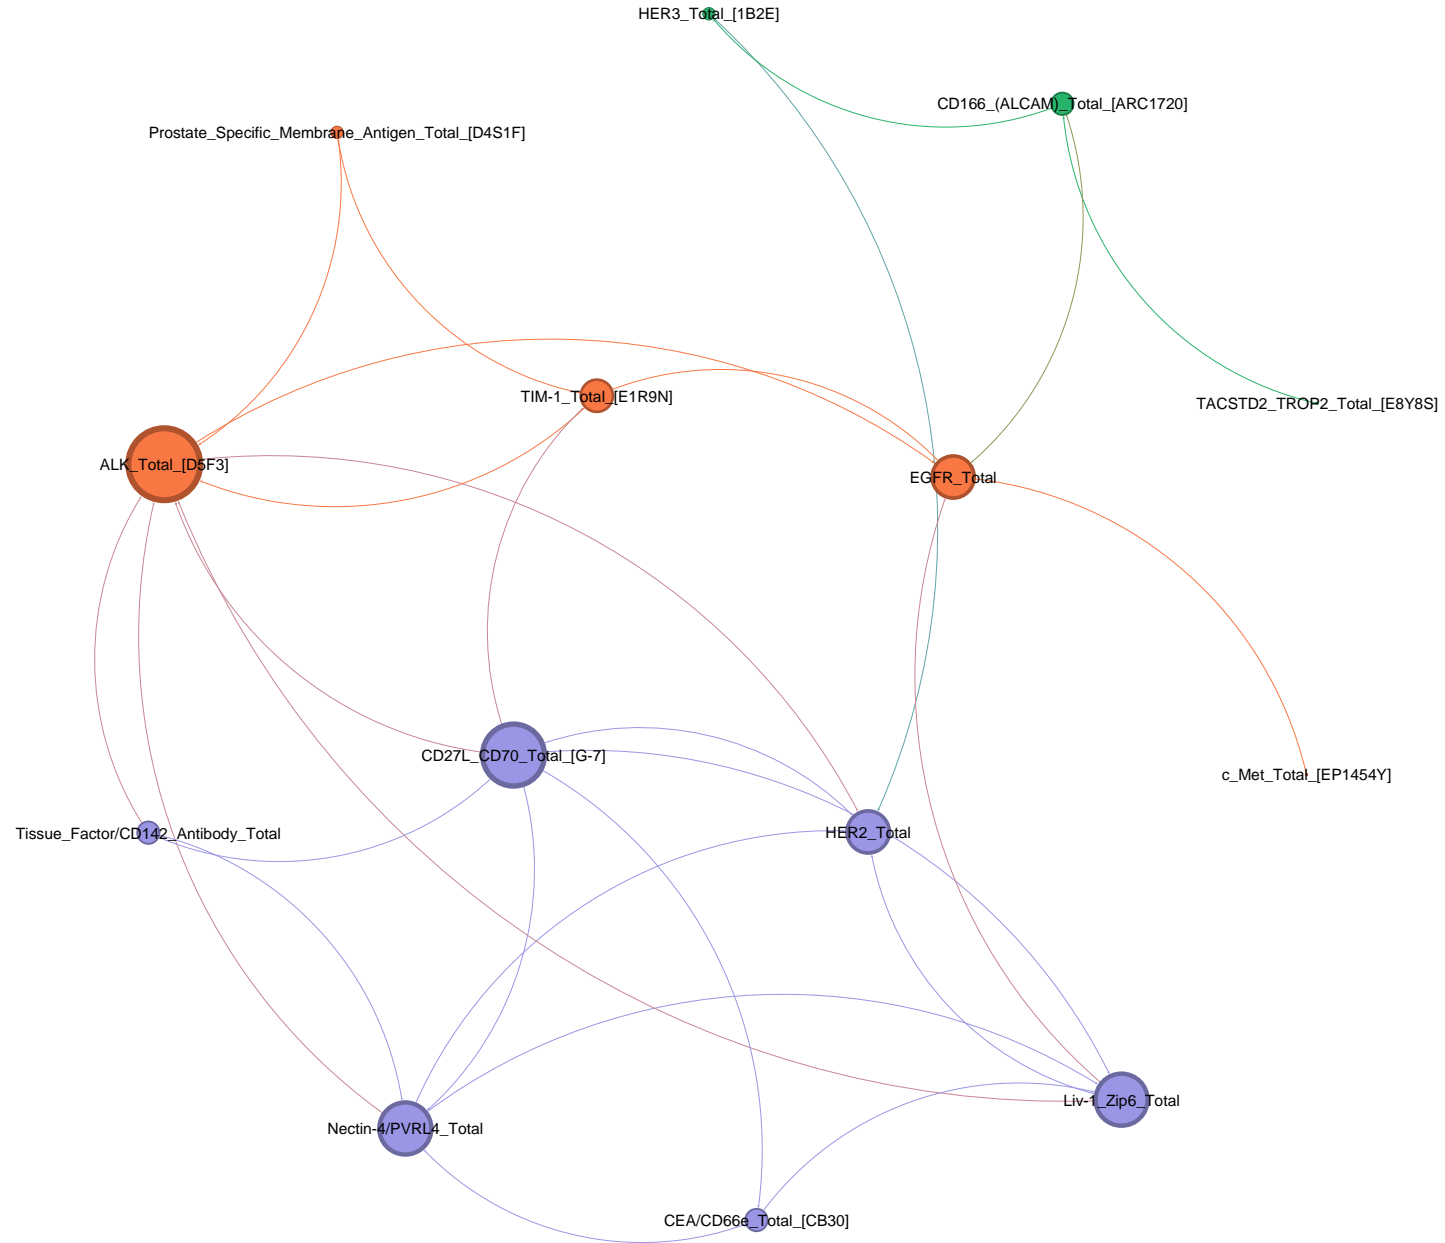 HER3_Total_[1B2E]
CD166_(ALCAM)_Total_[ARC1720]
Prostate_Specific_Membrane_Antigen_Total_[D4S1F]
TIM-1_Total_[E1R9N]
TACSTD2_TROP2_Total_[E8Y8S]
ALK_Total_[D5F3]
EGFR_Total
CD27L_CD70_Total_[G-7]
c_Met_Total_[EP1454Y]
Tissue_Factor/CD142_Antibody_Total
HER2_Total
Liv-1_Zip6_Total
Nectin-4/PVRL4_Total
CEA/CD66e_Total_[CB30]